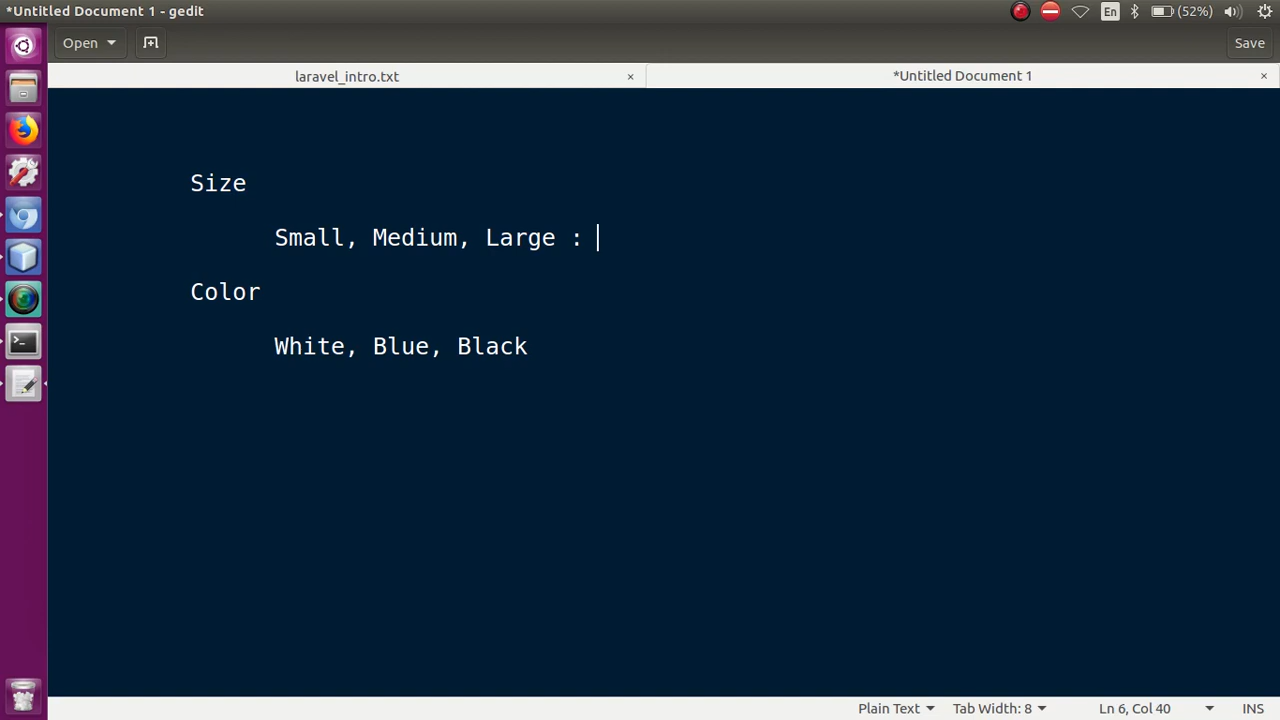 *Untitled Document 1 - gedit
En
(52%)
Open
Save
laravel_intro.txt ×
*Untitled Document 1 ×
Size
Small, Medium, Large :
Color
White, Blue, Black
Plain Text
Tab Width: 8
Ln 6, Col 40
INS